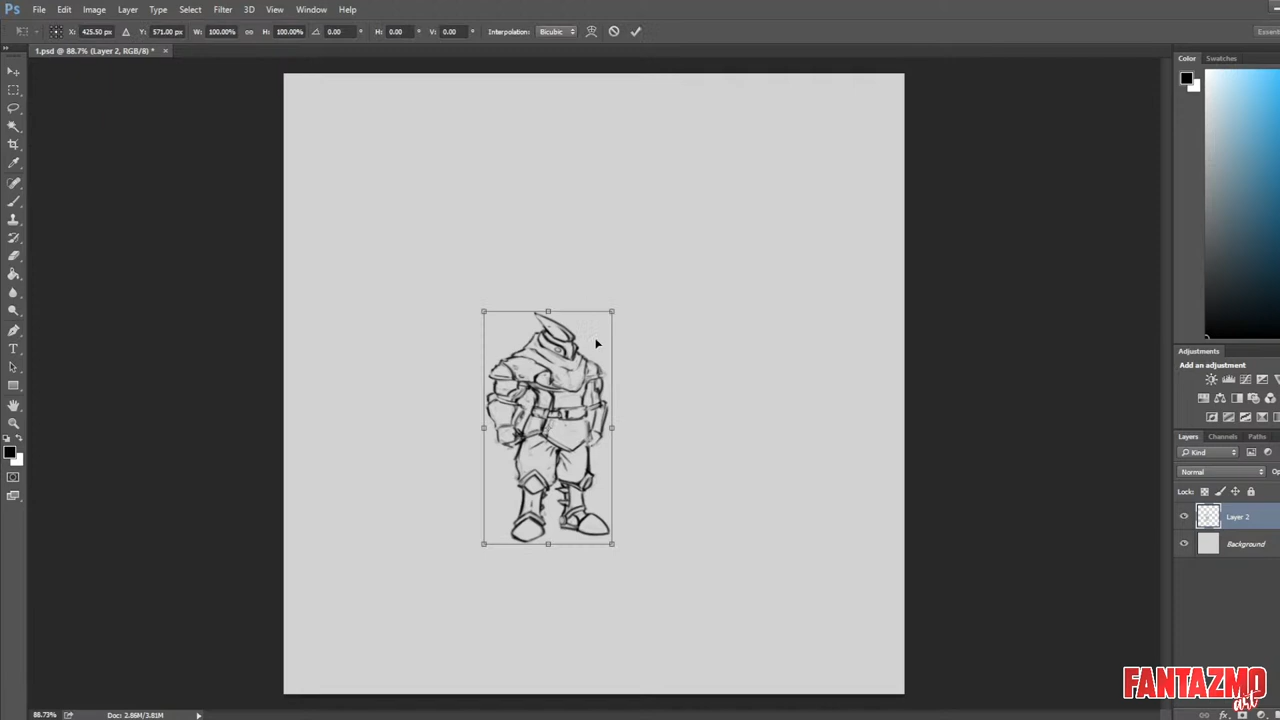 Ps File Edit Image Layer Type Select Filter 3D View Window Help
X: 425.50 px Y: 571.00 px W: 100.00% H: 100.00% 0.00 ° H: 0.00 ° V: 0.00 ° Interpolation: Bicubic
1.psd @ 88.7% (Layer 2, RGB/8) * ×
Color Swatches
Adjustments
Add an adjustment
Layers Channels Paths
Kind
Normal
Lock:
Layer 2
Background
FANTAZMO
art
88.73% Doc: 2.86M/3.81M